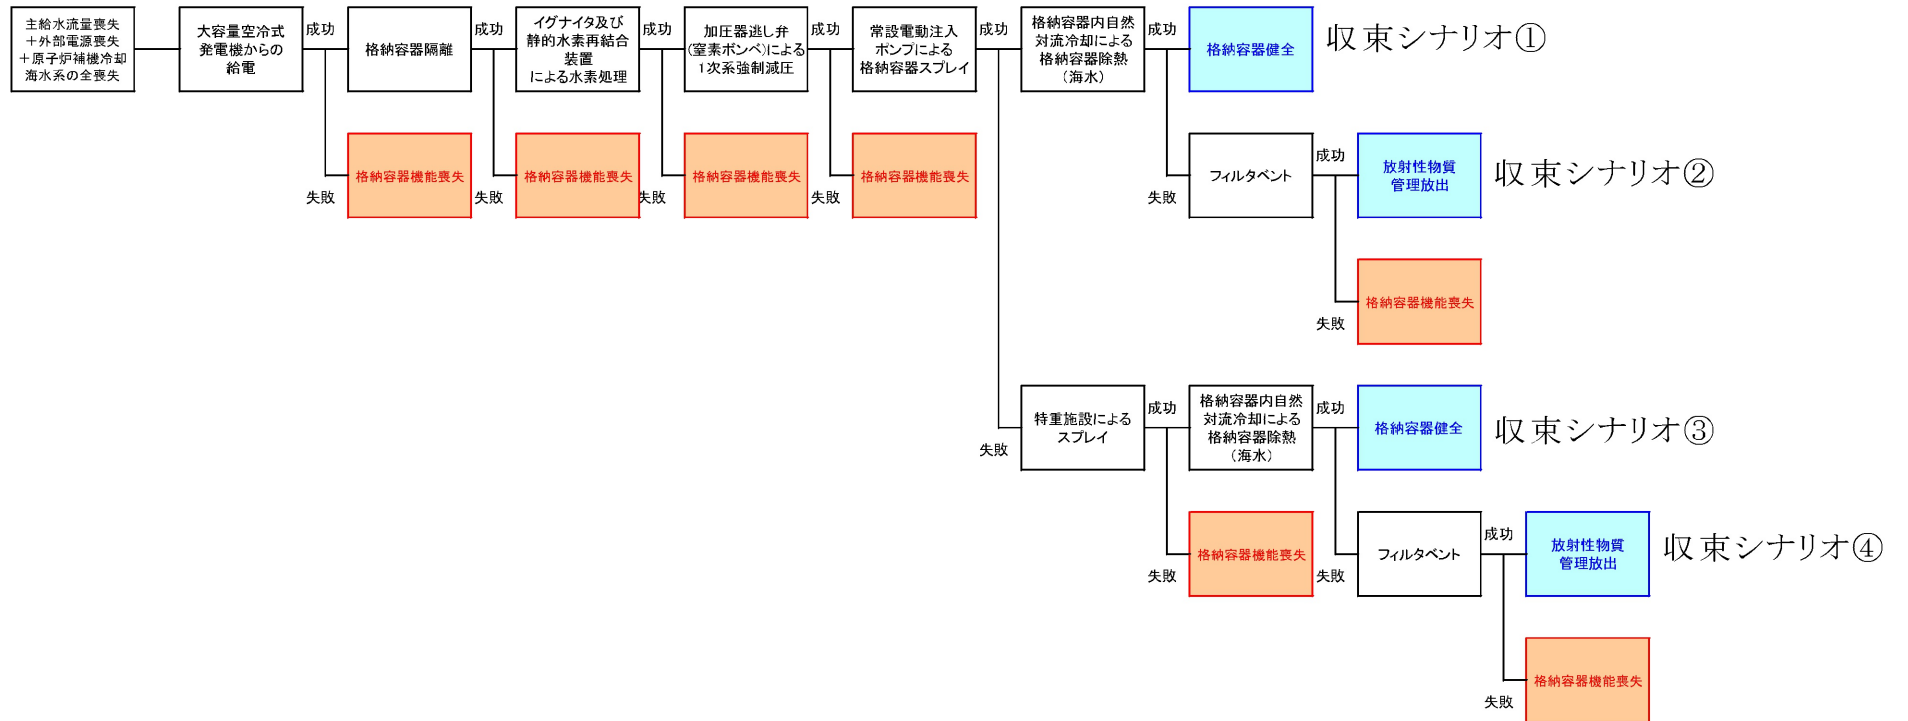 主給水流量喪失
＋外部電源喪失
＋原子炉補機冷却
海水系の全喪失
大容量空冷式
発電機からの
給電
成功
格納容器隔離
成功
イグナイタ及び
静的水素再結合
装置
による水素処理
成功
加圧器逃し弁
(窒素ボンベ)による
1次系強制減圧
成功
常設電動注入
ポンプによる
格納容器スプレイ
成功
格納容器内自然
対流冷却による
格納容器除熱
(海水)
成功
格納容器健全
収束シナリオ①
失敗
格納容器機能喪失
失敗
格納容器機能喪失
失敗
格納容器機能喪失
失敗
格納容器機能喪失
失敗
フィルタベント
成功
放射性物質
管理放出
収束シナリオ②
失敗
格納容器機能喪失
失敗
特重施設による
スプレイ
成功
格納容器内自然
対流冷却による
格納容器除熱
(海水)
成功
格納容器健全
収束シナリオ③
失敗
格納容器機能喪失
失敗
フィルタベント
成功
放射性物質
管理放出
収束シナリオ④
失敗
格納容器機能喪失